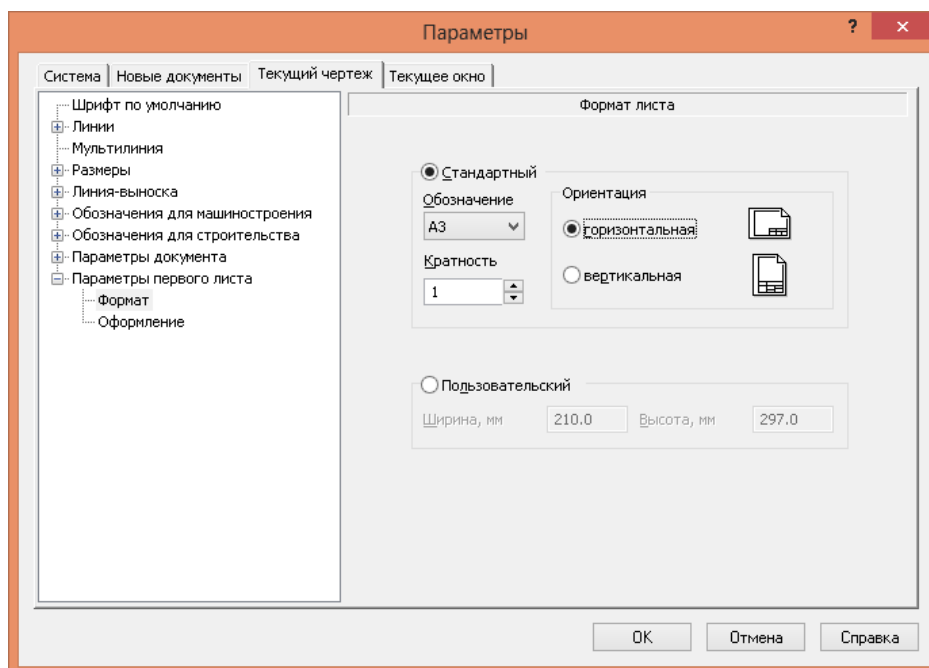 Параметры
?
Система
Новые документы
Текущий чертеж
Текущее окно
Шрифт по умолчанию
Линии
Мультилиния
Размеры
Линия-выноска
Обозначения для машиностроения
Обозначения для строительства
Параметры документа
Параметры первого листа
Формат
Оформление
Формат листа
Стандартный
Обозначение
А3
Кратность
1
Ориентация
горизонтальная
вертикальная
Пользовательский
Ширина, мм
210.0
Высота, мм
297.0
OK
Отмена
Справка